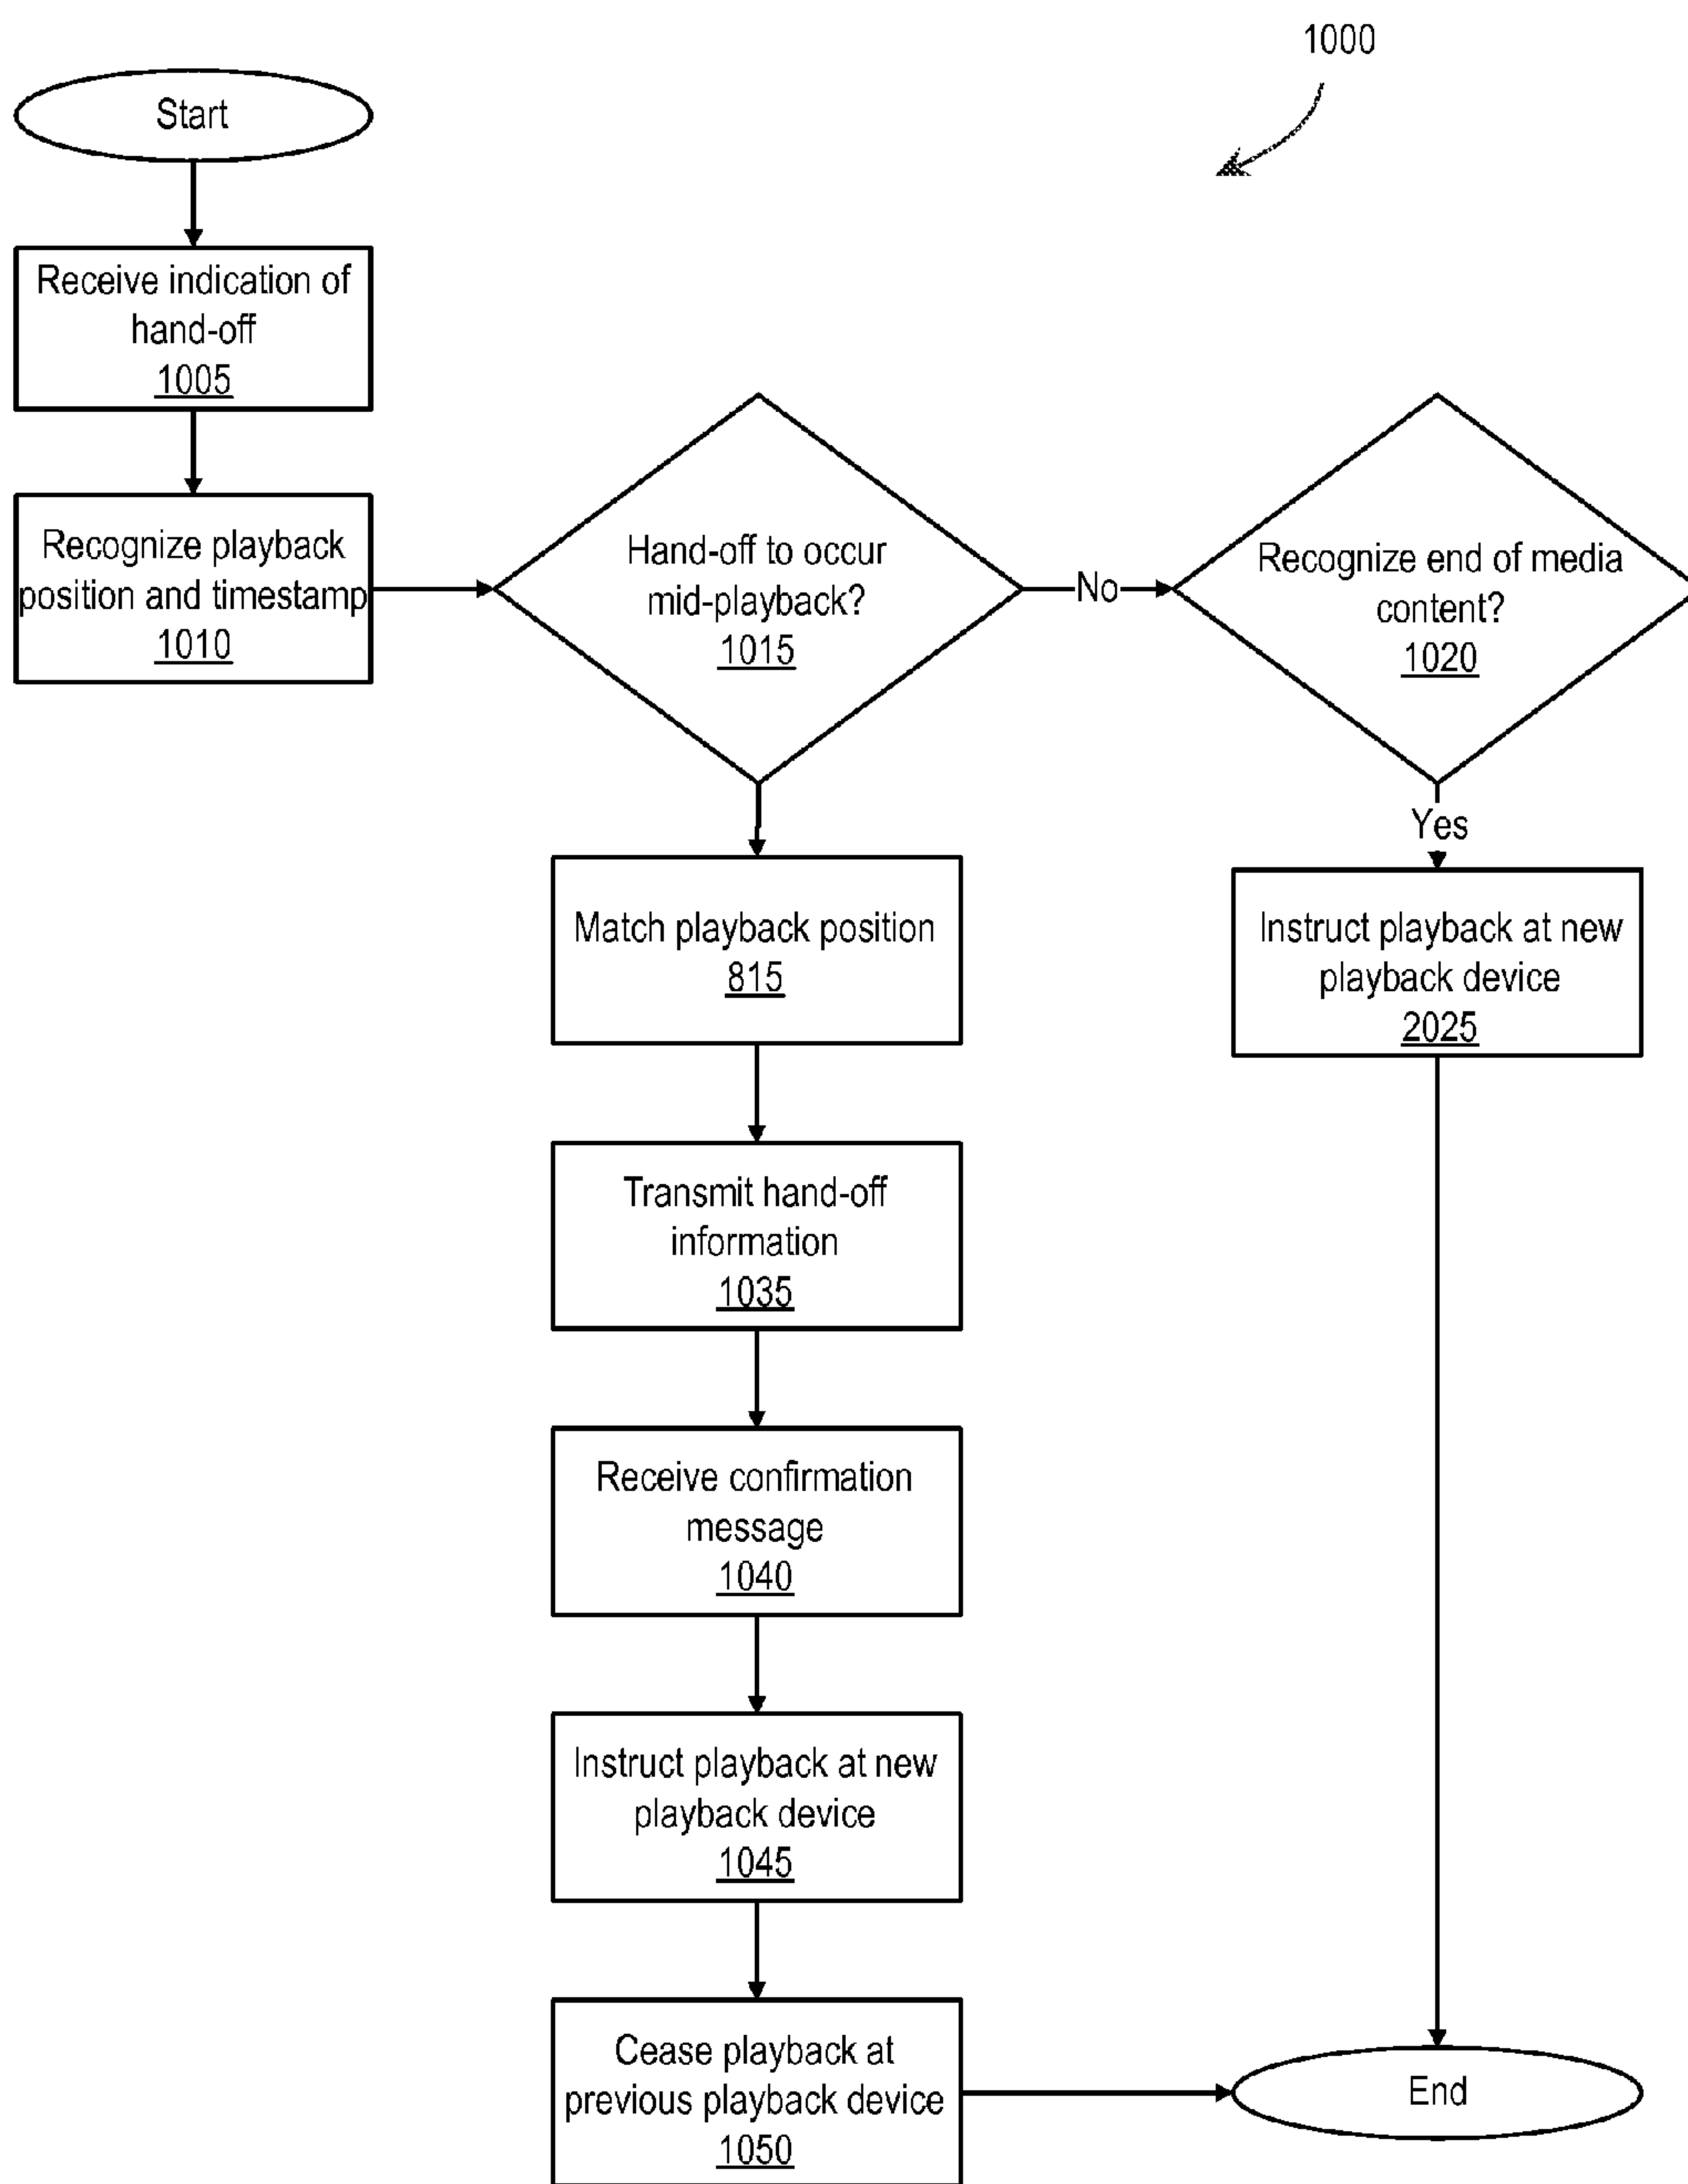 1000
Start
Receive indication of
hand-off
1005
Recognize playback
position and timestamp
1010
Hand-off to occur
mid-playback?
1015
No
Recognize end of media
content?
1020
Yes
Match playback position
815
Instruct playback at new
playback device
2025
Transmit hand-off
information
1035
Receive confirmation
message
1040
Instruct playback at new
playback device
1045
Cease playback at
previous playback device
1050
End